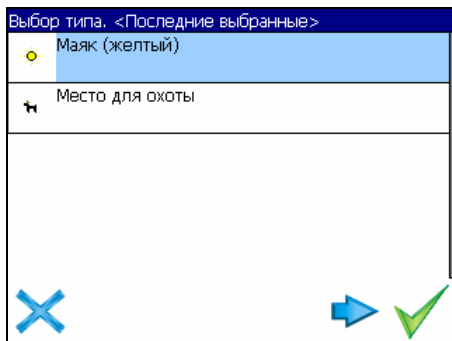 Выбор типа. <Последние выбранные>
Маяк (желтый)
Место для охоты